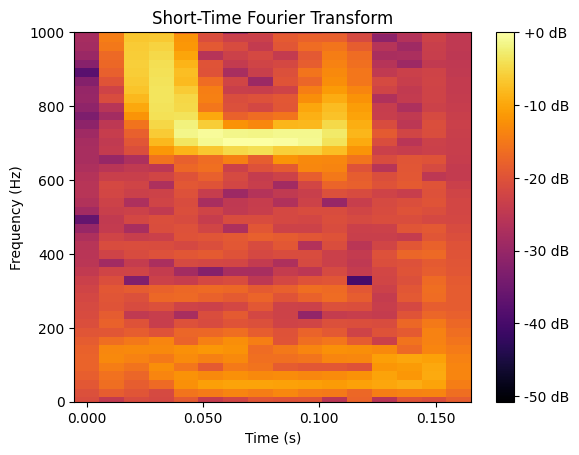 Short-Time Fourier Transform
1000
800
600
400
200
0
Frequency (Hz)
0.000
0.050
0.100
0.150
Time (s)
+0 dB
-10 dB
-20 dB
-30 dB
-40 dB
-50 dB